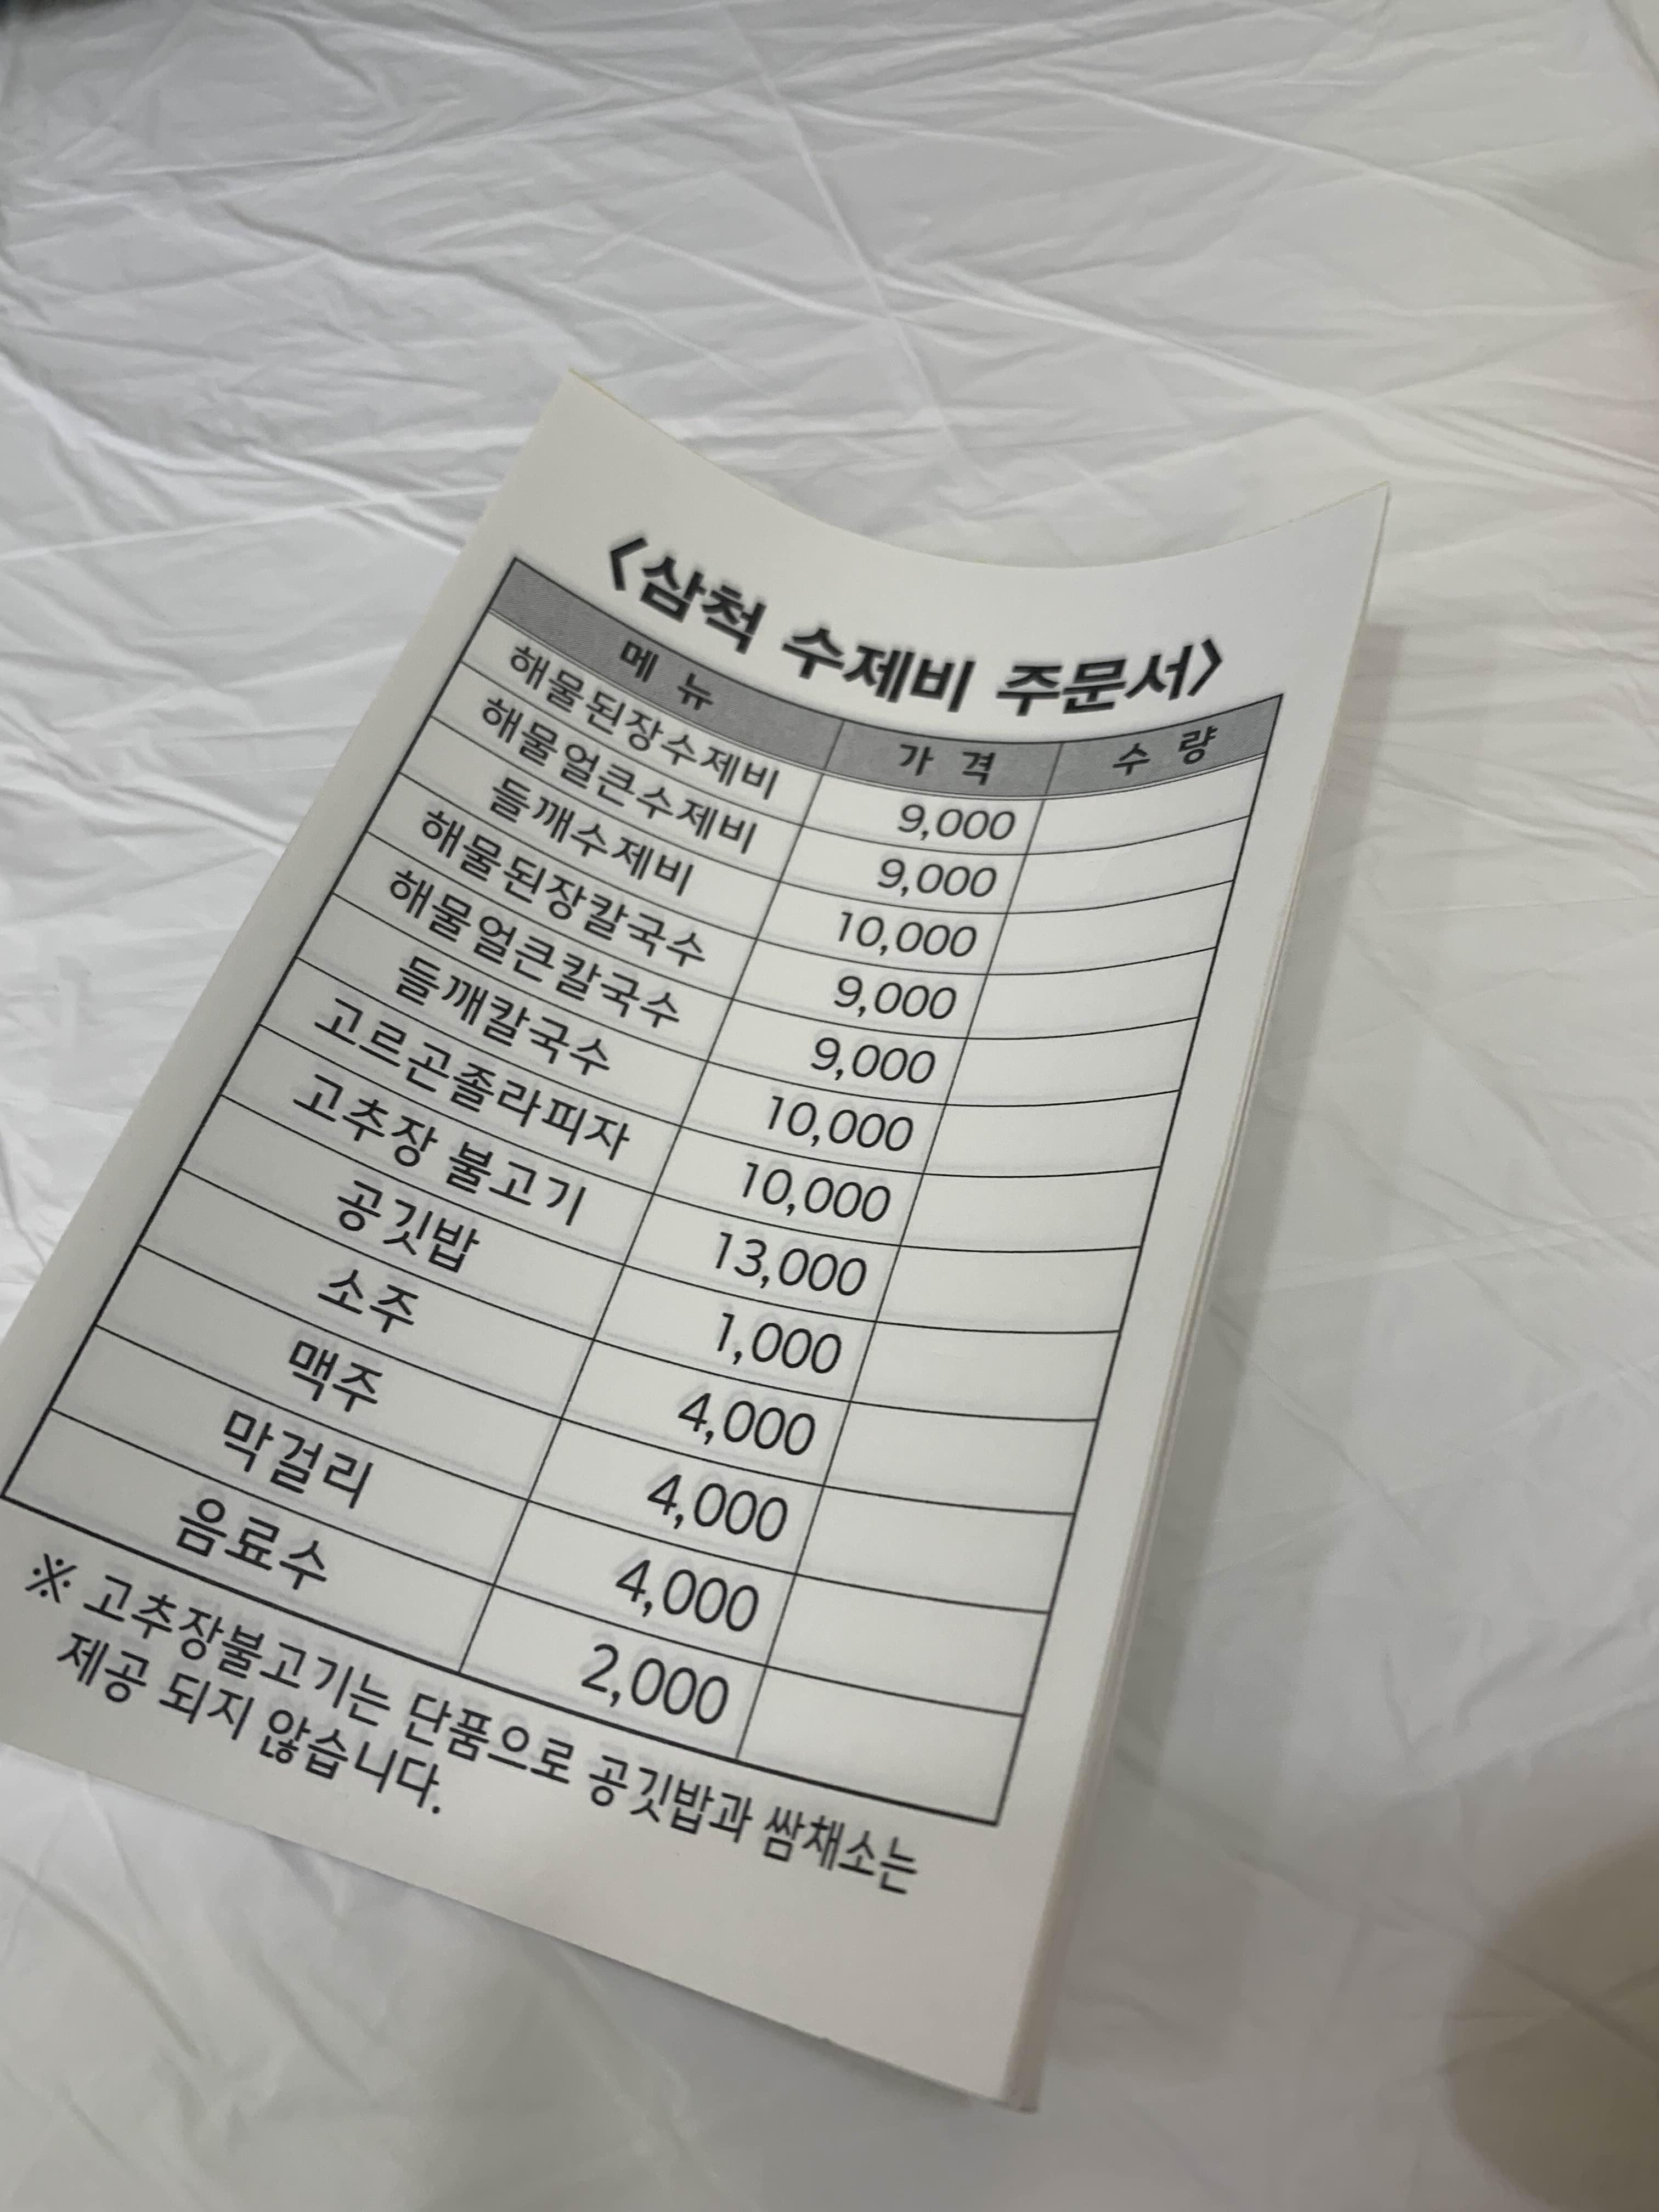 <삼척 수제비 주문서>
메 뉴 가 격 수 량
해물된장수제비 9,000
해물얼큰수제비 9,000
들깨수제비 10,000
해물된장칼국수 9,000
해물얼큰칼국수 9,000
들깨칼국수 10,000
고르곤졸라피자 10,000
고추장 불고기 13,000
공깃밥 1,000
소주 4,000
맥주 4,000
막걸리 4,000
음료수 2,000
※ 고추장불고기는 단품으로 공깃밥과 쌈채소는
제공 되지 않습니다.